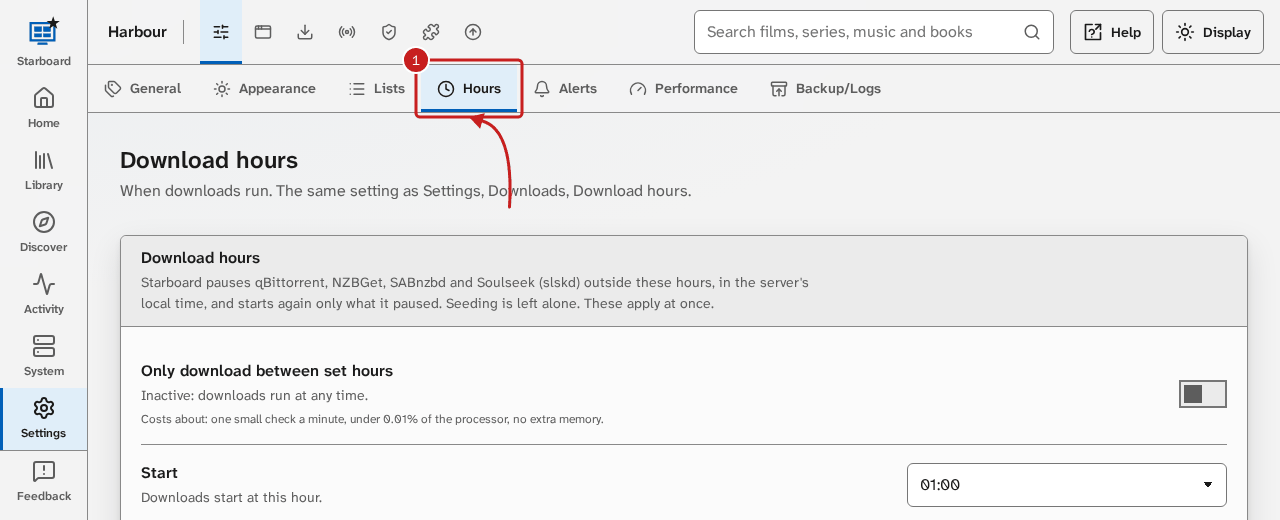 Starboard
Home
Library
Discover
Activity
System
Settings
Feedback
Harbour
Search films, series, music and books
Help
Display
General
Appearance
Lists
1
Hours
Alerts
Performance
Backup/Logs
Download hours
When downloads run. The same setting as Settings, Downloads, Download hours.
Download hours
Starboard pauses qBittorrent, NZBGet, SABnzbd and Soulseek (slskd) outside these hours, in the server's
local time, and starts again only what it paused. Seeding is left alone. These apply at once.
Only download between set hours
Inactive: downloads run at any time.
Costs about: one small check a minute, under 0.01% of the processor, no extra memory.
Start
Downloads start at this hour.
01:00